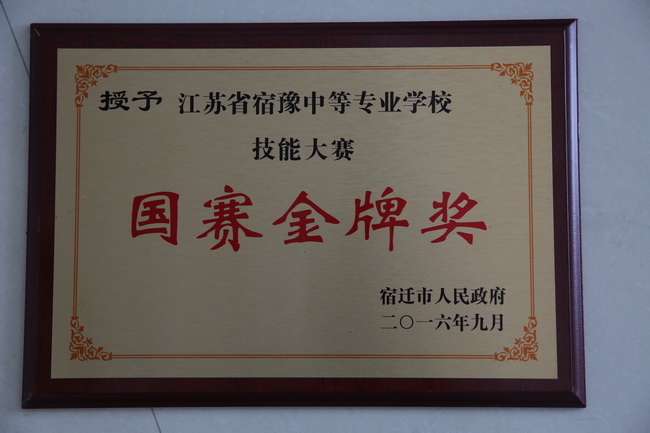 授予 江苏省宿豫中等专业学校
技能大赛
国赛金牌奖
宿迁市人民政府
二〇一六年九月